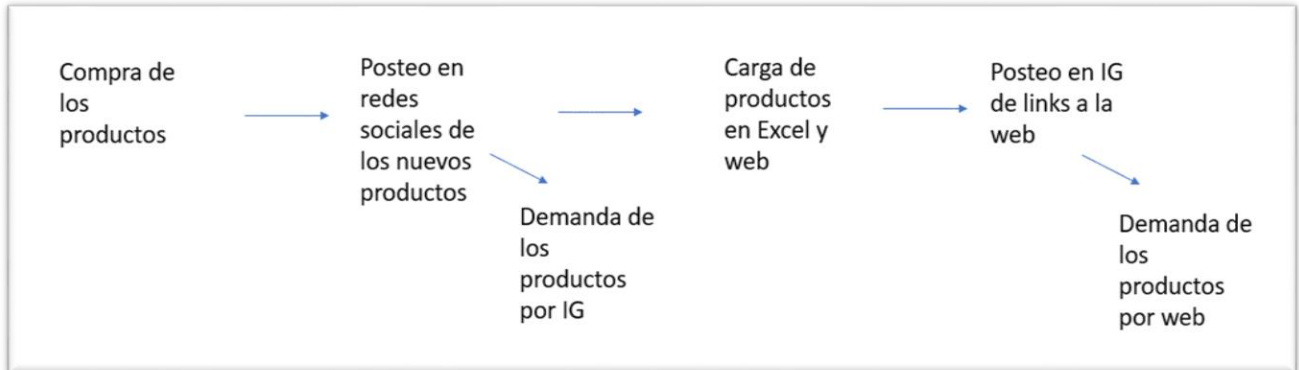 Compra de
los
productos
Posteo en
redes
sociales de
los nuevos
productos
Demanda de
los
productos
por IG
Carga de
productos
en Excel y
web
Posteo en IG
de links a la
web
Demanda de
los
productos
por web